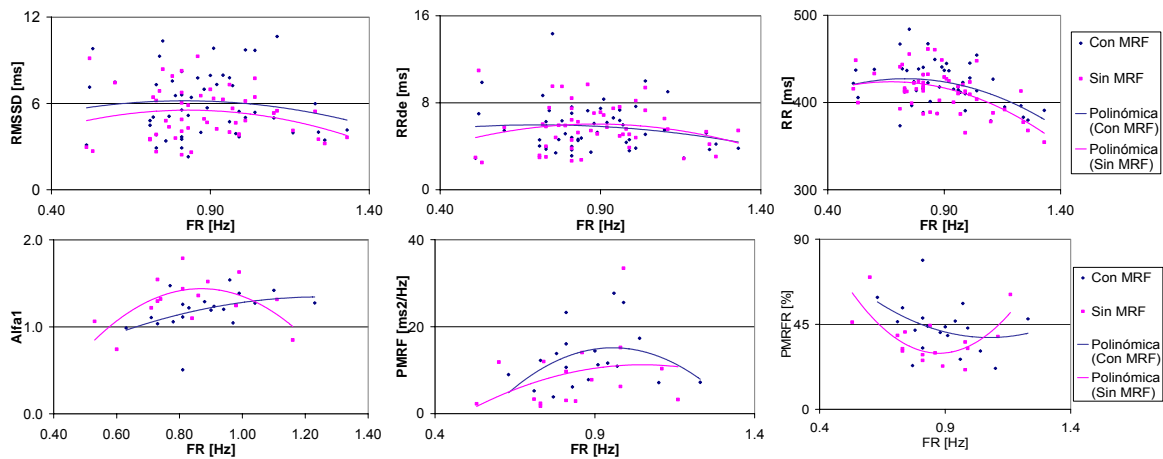 12
6
0
0.40
0.90
1.40
RMSSD [ms]
FR [Hz]
16
8
0
0.40
0.90
1.40
RRde [ms]
FR [Hz]
500
400
300
0.40
0.90
1.40
RR [ms]
FR [Hz]
Con MRF
Sin MRF
Polinómica
(Con MRF)
Polinómica
(Sin MRF)
2.0
1.0
0.0
0.40
0.60
0.80
1.00
1.20
1.40
Alfa1
FR [Hz]
40
20
0
0.4
0.9
1.4
PMRF [ms2/Hz]
FR [Hz]
90
45
0
0.4
0.9
1.4
PMRFR [%]
FR [Hz]
Con MRF
Sin MRF
Polinómica
(Con MRF)
Polinómica
(Sin MRF)